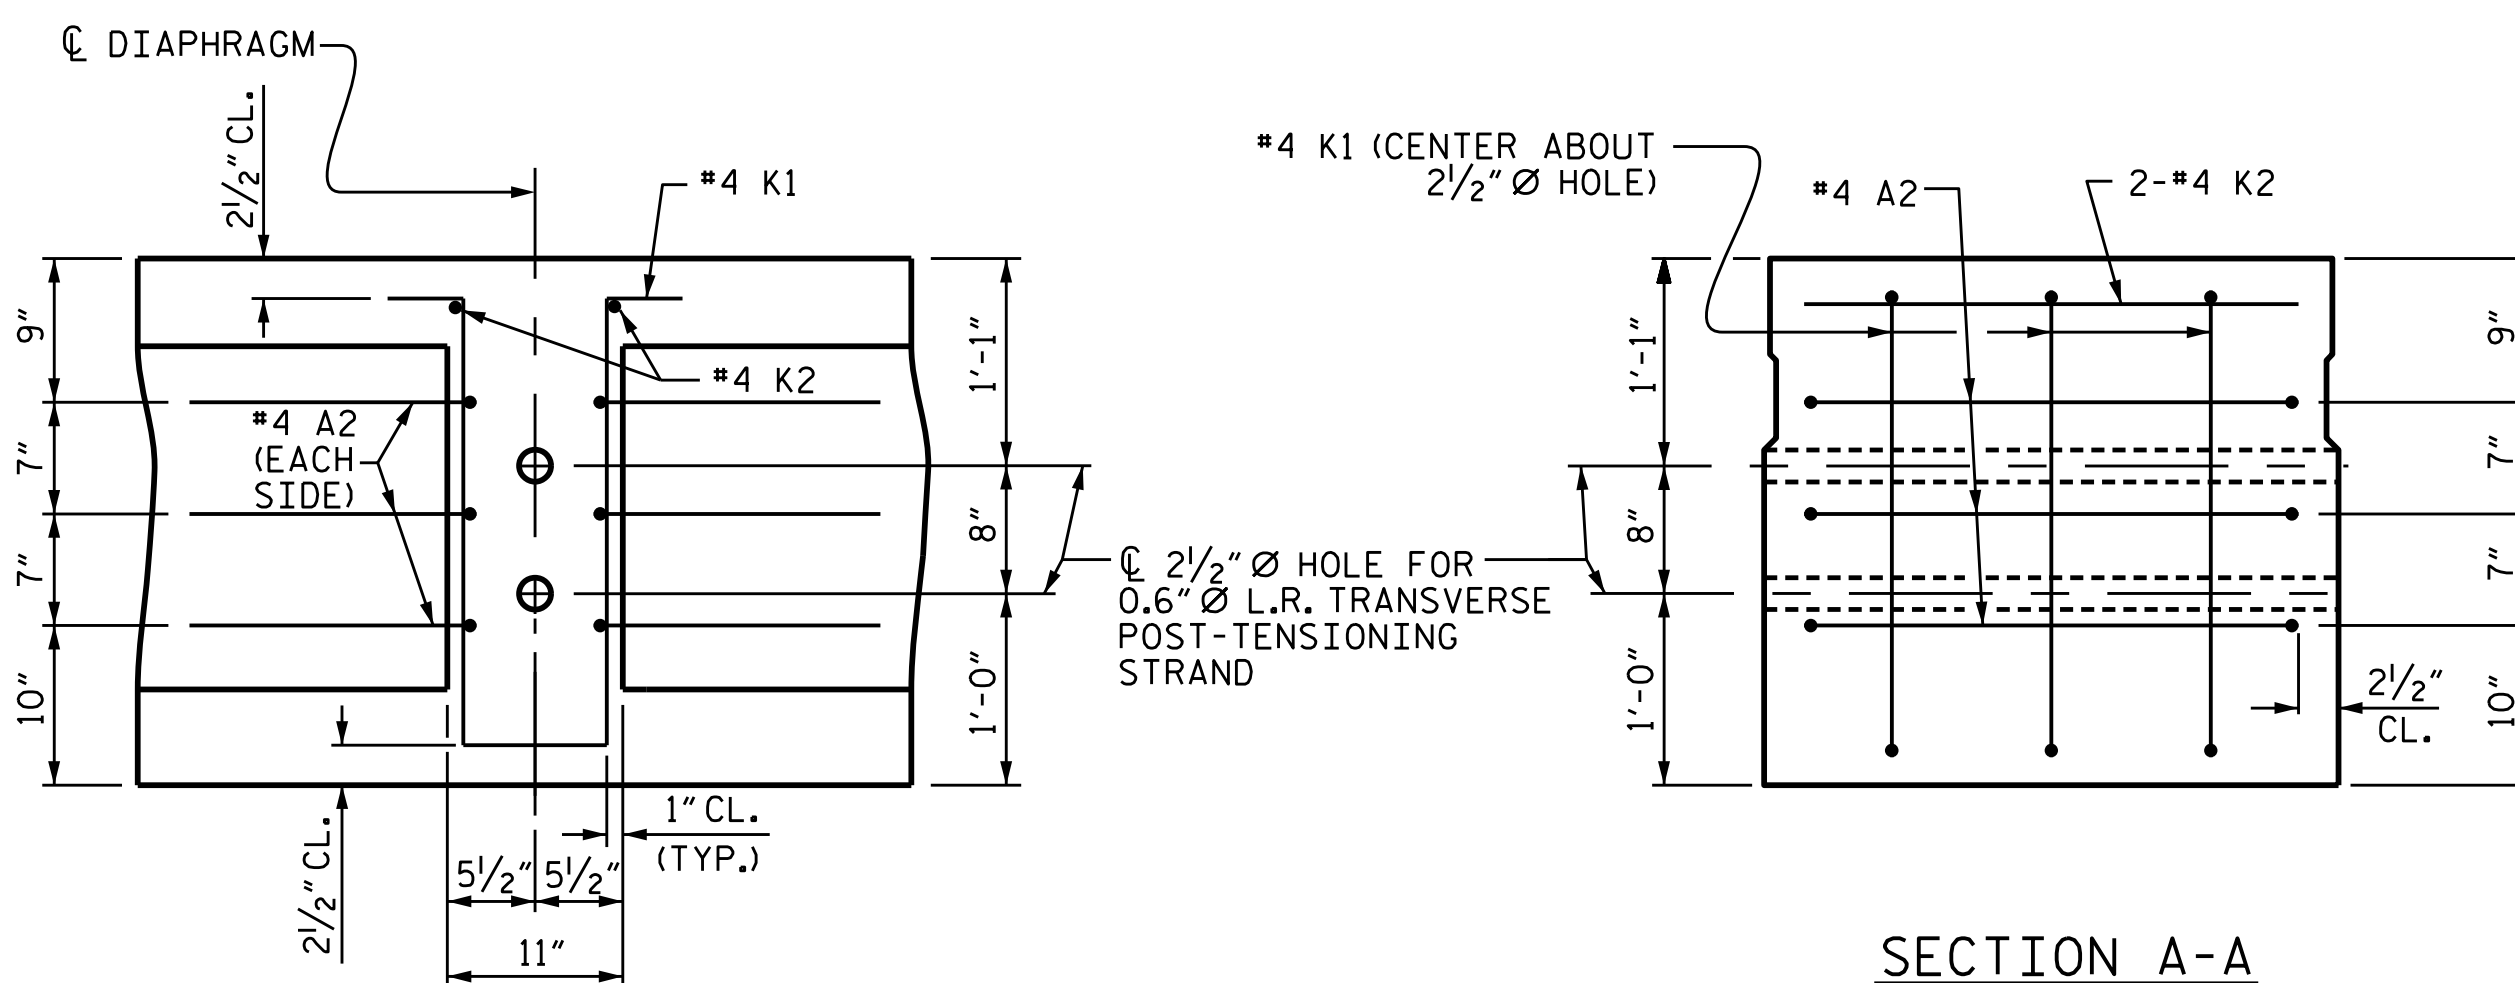 ℄ DIAPHRAGM
2½" CL.
#4 K1
9"
7"
7"
10"
#4 K2
#4 A2
(EACH
SIDE)
1'-1"
8"
1'-0"
2½" CL.
1" CL.
(TYP.)
5½" 5½"
11"
℄ 2½" Ø HOLE FOR
0.6" Ø L.R. TRANSVERSE
POST-TENSIONING
STRAND
#4 K1 (CENTER ABOUT
2½" Ø HOLE)
#4 A2
2-#4 K2
1'-1"
8"
1'-0"
9"
7"
7"
10"
2½"
CL.
SECTION A-A